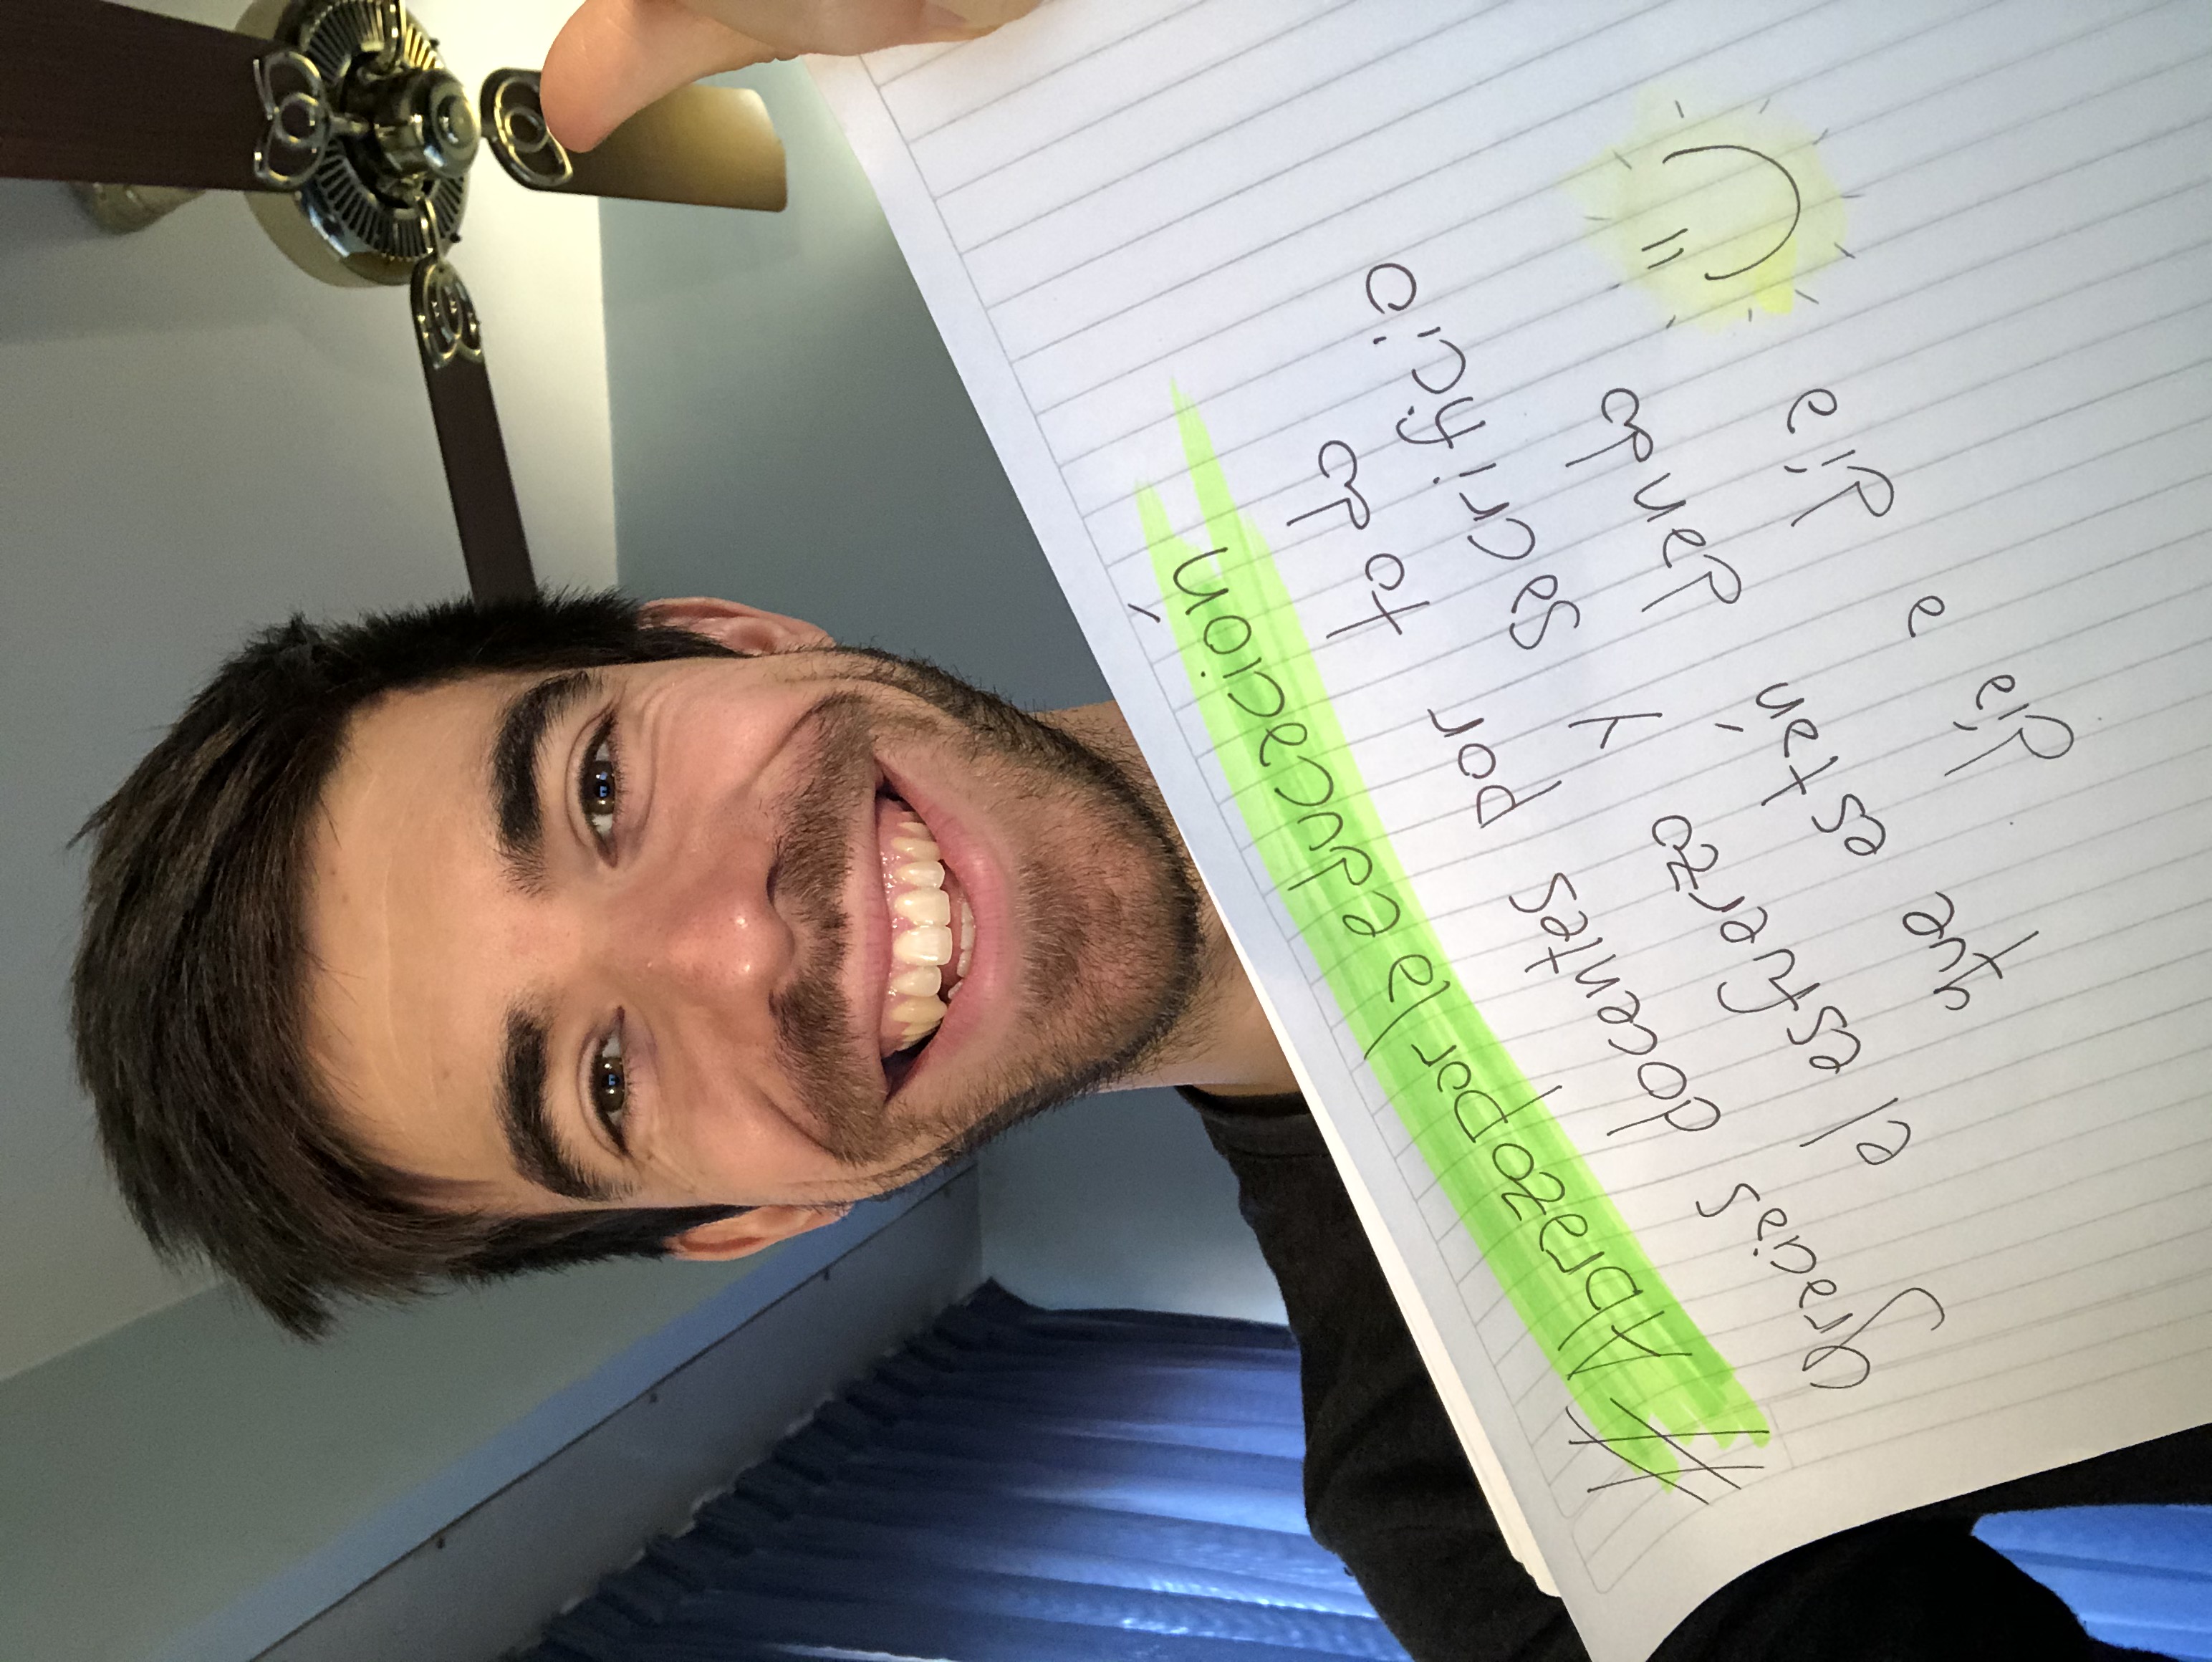 #Abrazoporlaeducación
gracias docentes por todo
el esfuerzo y sacrificio
que están dando
día a día